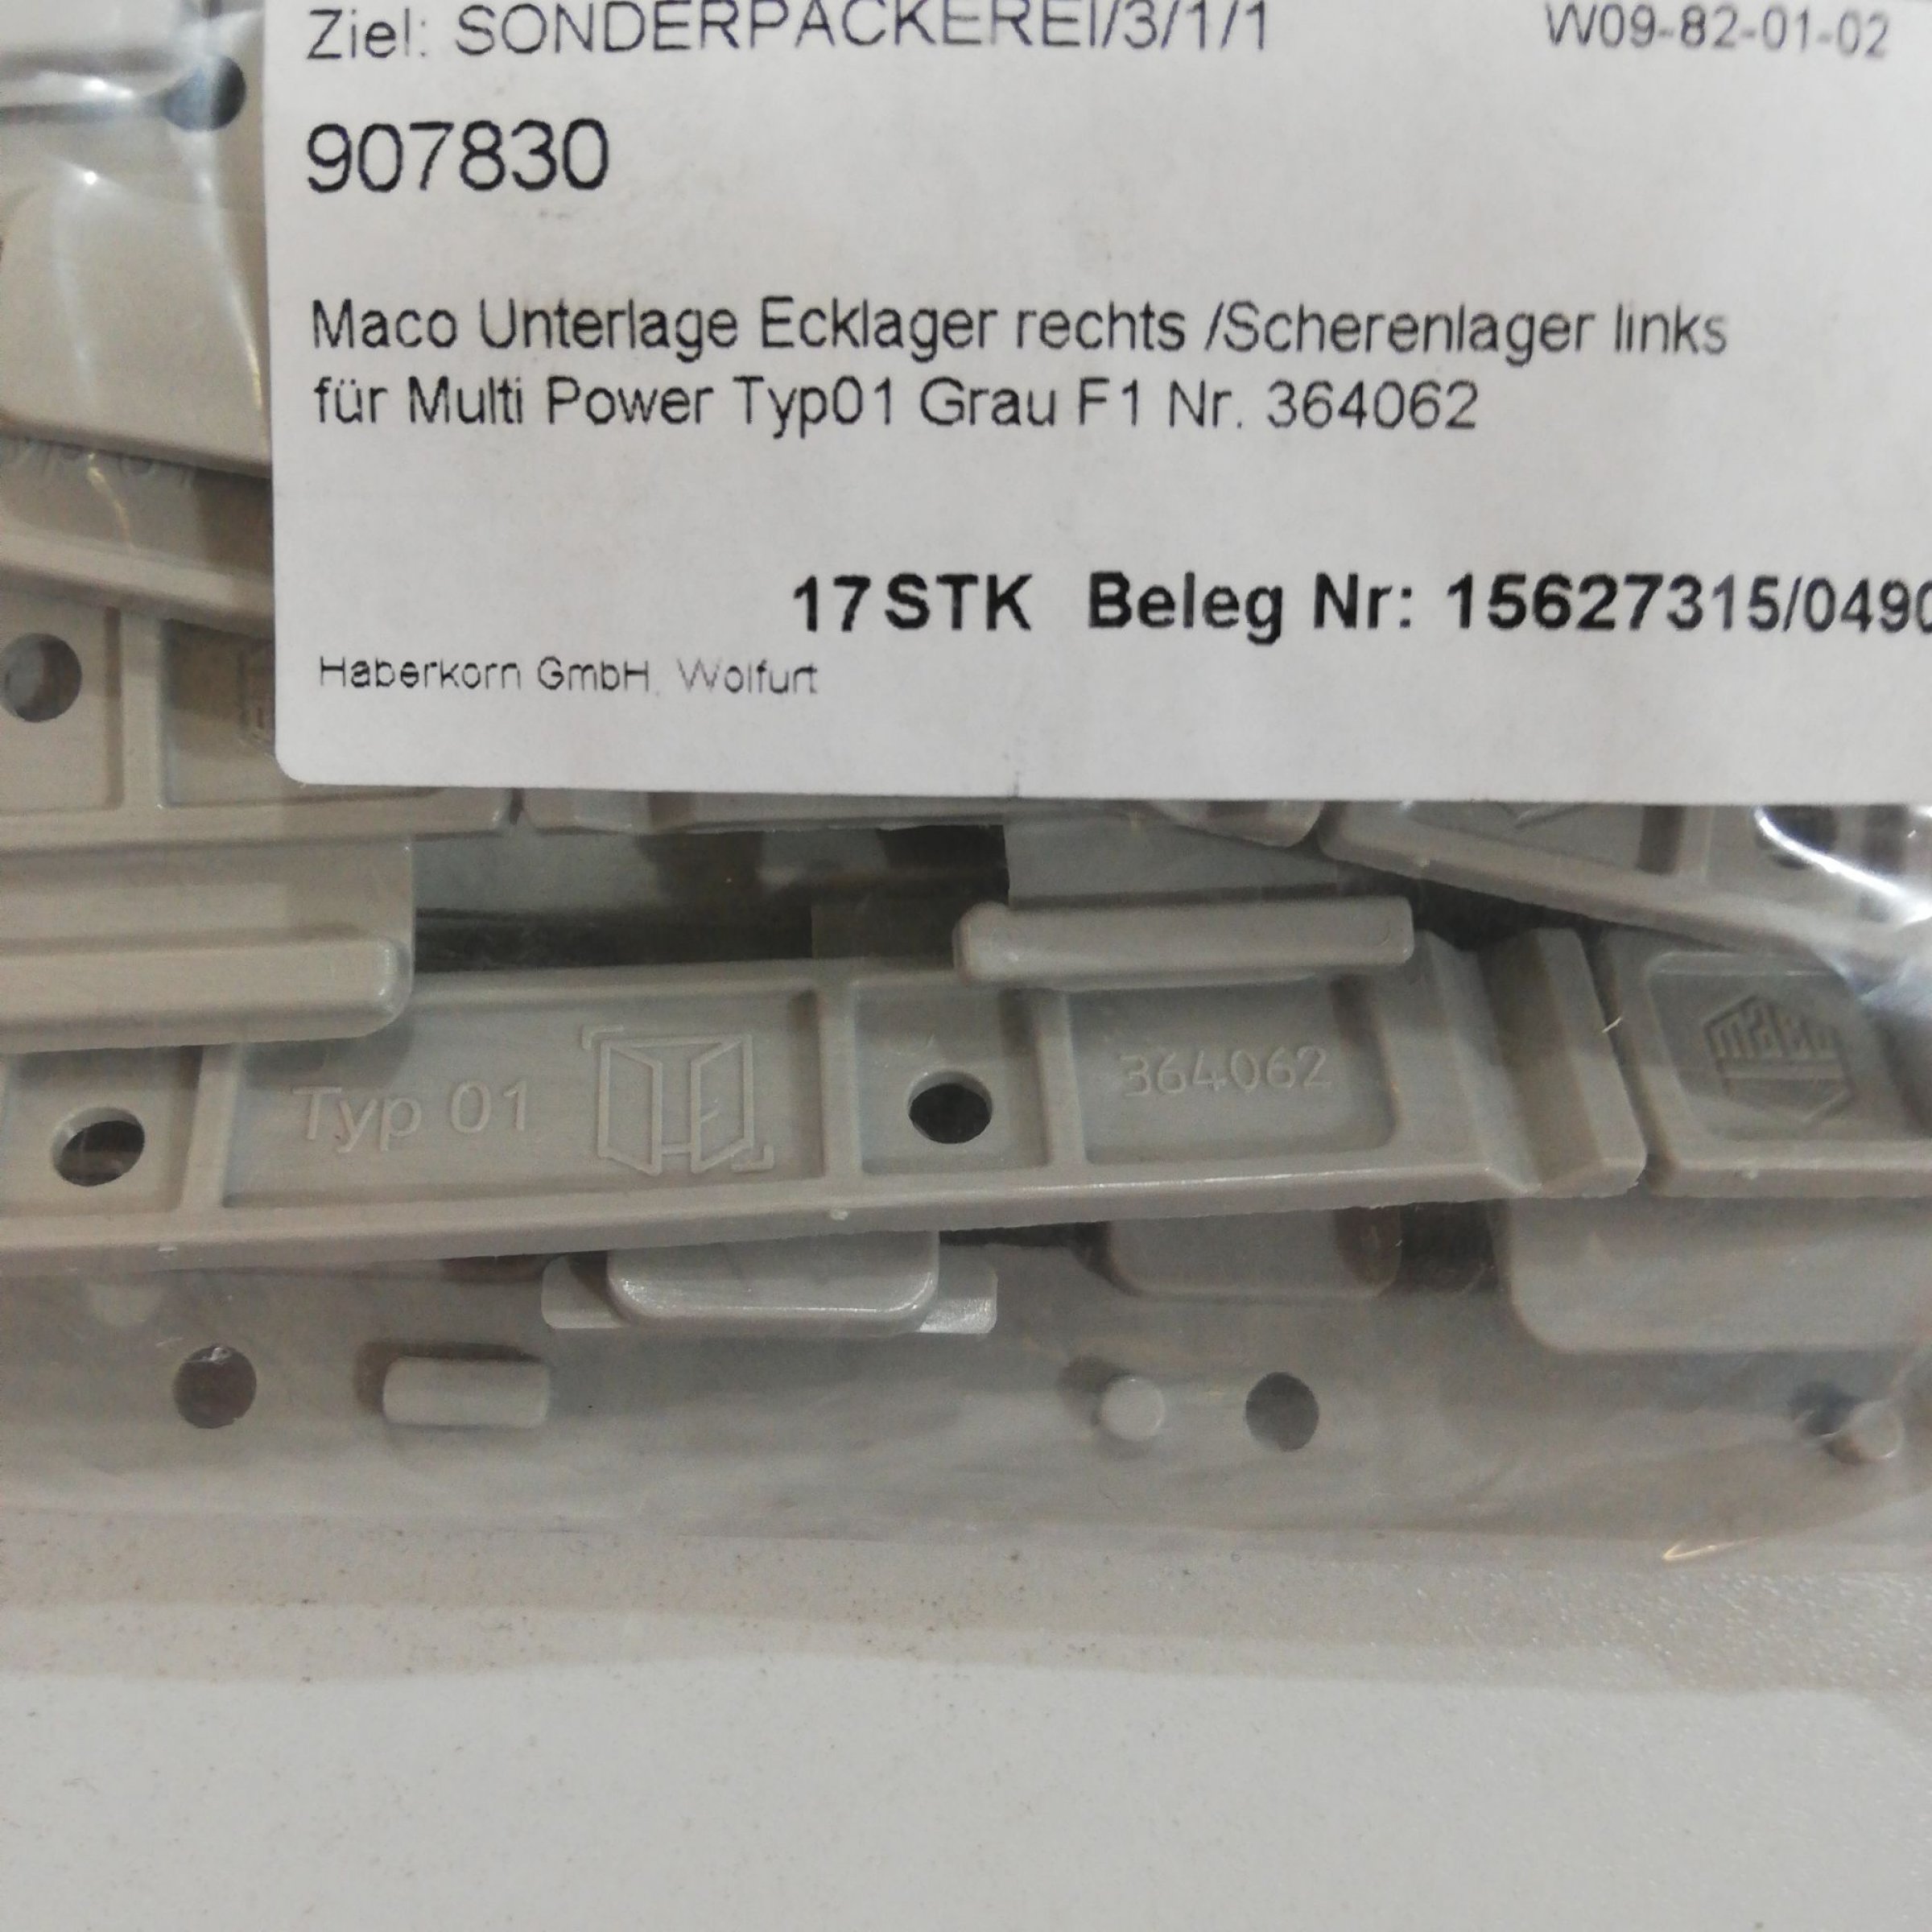 Ziel: SONDERPACKEREI/3/1/1 W09-82-01-02
907830
Maco Unterlage Ecklager rechts /Scherenlager links
für Multi Power Typ01 Grau F1 Nr. 364062
17STK Beleg Nr: 15627315/0490
Haberkorn GmbH, Wolfurt
Typ 01
364062
maco